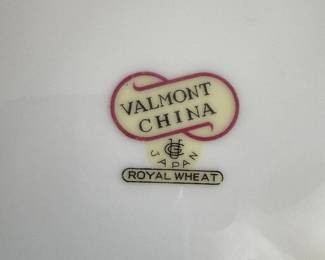 VALMONT
CHINA
JAPAN
ROYAL WHEAT